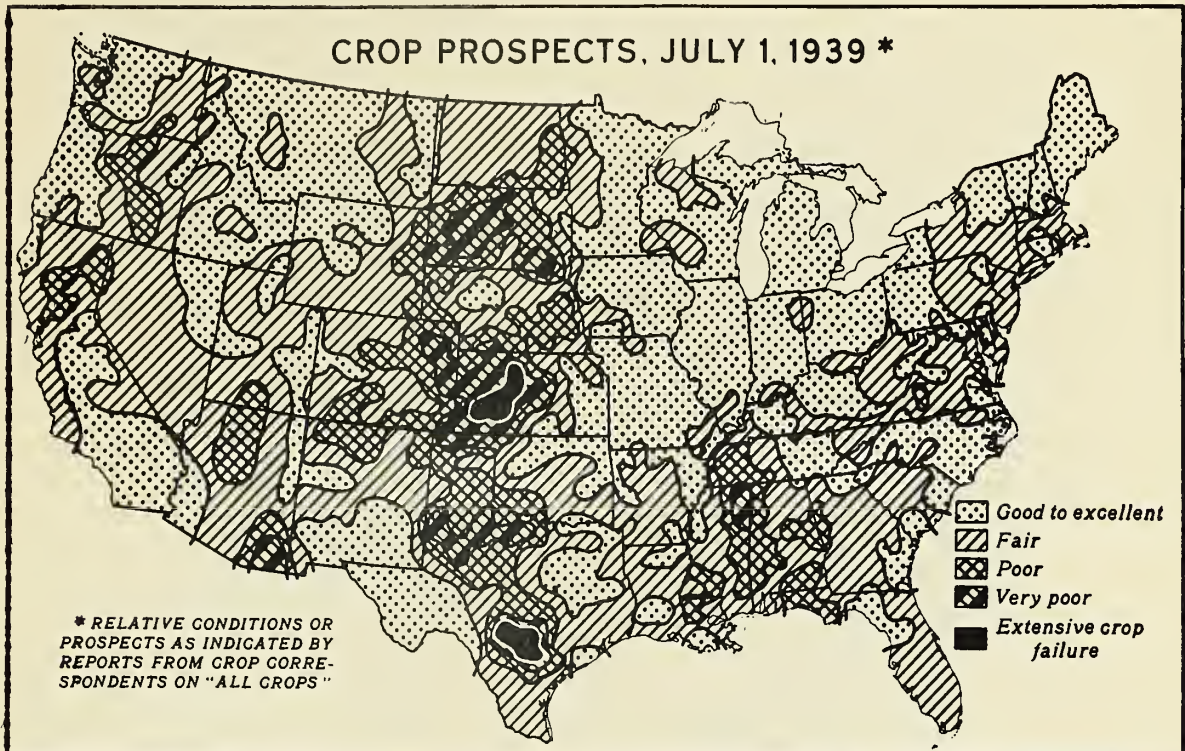 CROP PROSPECTS, JULY 1, 1939 *
Good to excellent
Fair
Poor
Very poor
Extensive crop
failure
* RELATIVE CONDITIONS OR
PROSPECTS AS INDICATED BY
REPORTS FROM CROP CORRE-
SPONDENTS ON "ALL CROPS"